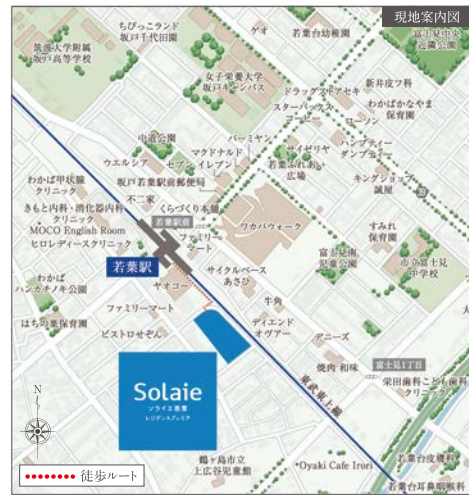 現地案内図
ちびっこランド
坂戸千代田園
ゲオ
若葉台幼稚園
富士見中央
近隣公園
筑波大学附属
坂戸高等学校
女子栄養大学
坂戸キャンパス
ドラッグストアセキ
新井皮フ科
スターバックス
コーヒー
ローソン
わかばかなやま
保育園
中道公園
バーミヤン
ハンプティー
ダンプティー
マクドナルド
サイゼリヤ
ウエルシア
セブン
イレブン
若葉ふれあい
広場
キングショップ
誠屋
わかば甲状腺
クリニック
坂戸若葉駅前郵便局
不二家
くらづくり本舗
きもと内科・消化器内科
クリニック
若葉駅前
ワカバウォーク
すみれ
保育園
MOCO English Room
ヒロレディースクリニック
ファミリー
マート
富士見南
児童公園
市立富士見
中学校
若葉駅
サイクルベース
あさひ
わかば
ハンガチノキ公園
ヤオコー
牛角
ファミリーマート
はちの巣保育園
ディエンド
オヴアー
デニーズ
ビストロせぞん
焼肉 和味
富士見1丁目
東武東上線
栄田歯科こども歯科
クリニック
Solaie
ソライエ若葉
レジデンスプレミア
N
鶴ヶ島市立
上広谷児童館
若葉台皮膚科
Oyaki Cafe Irori
徒歩ルート
若葉台耳鼻咽喉科